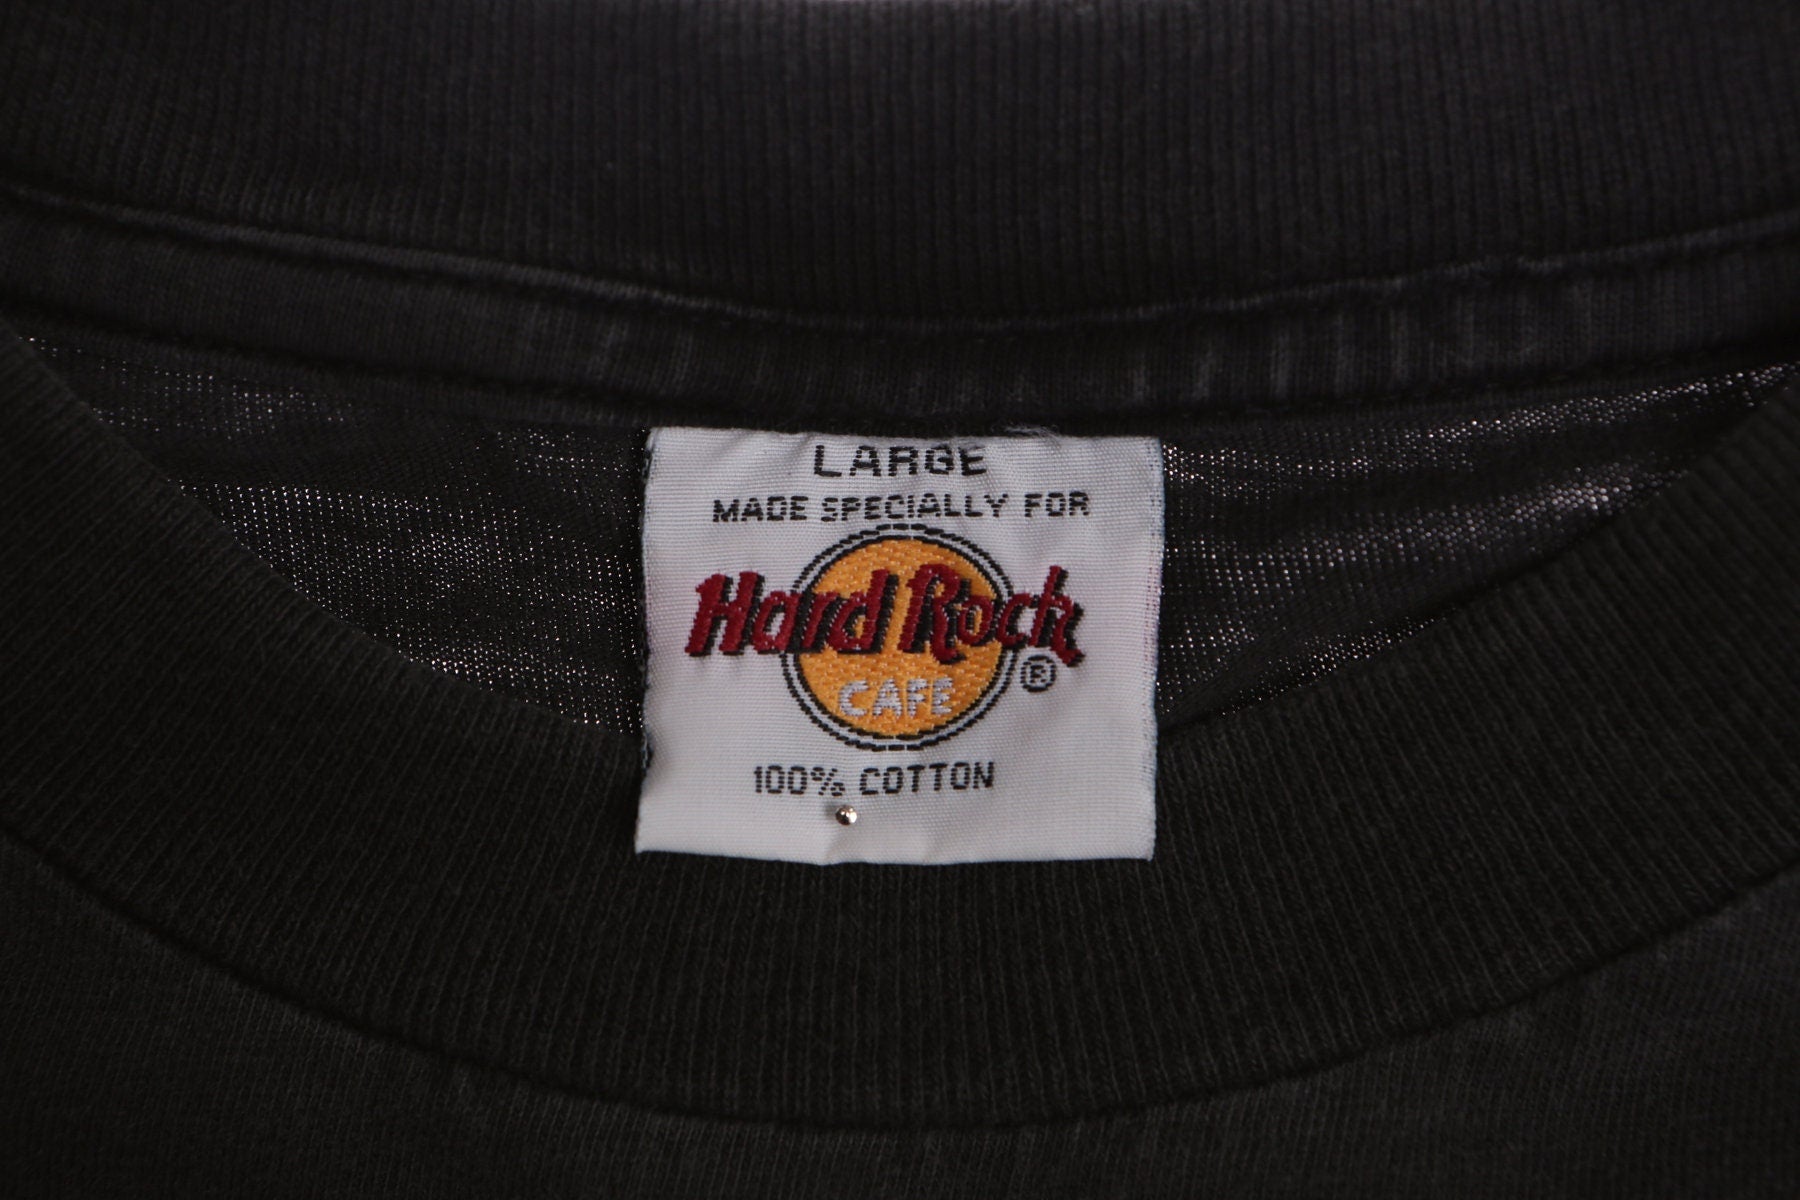 LARGE
MADE SPECIALLY FOR
Hard Rock
®
CAFE
100% COTTON